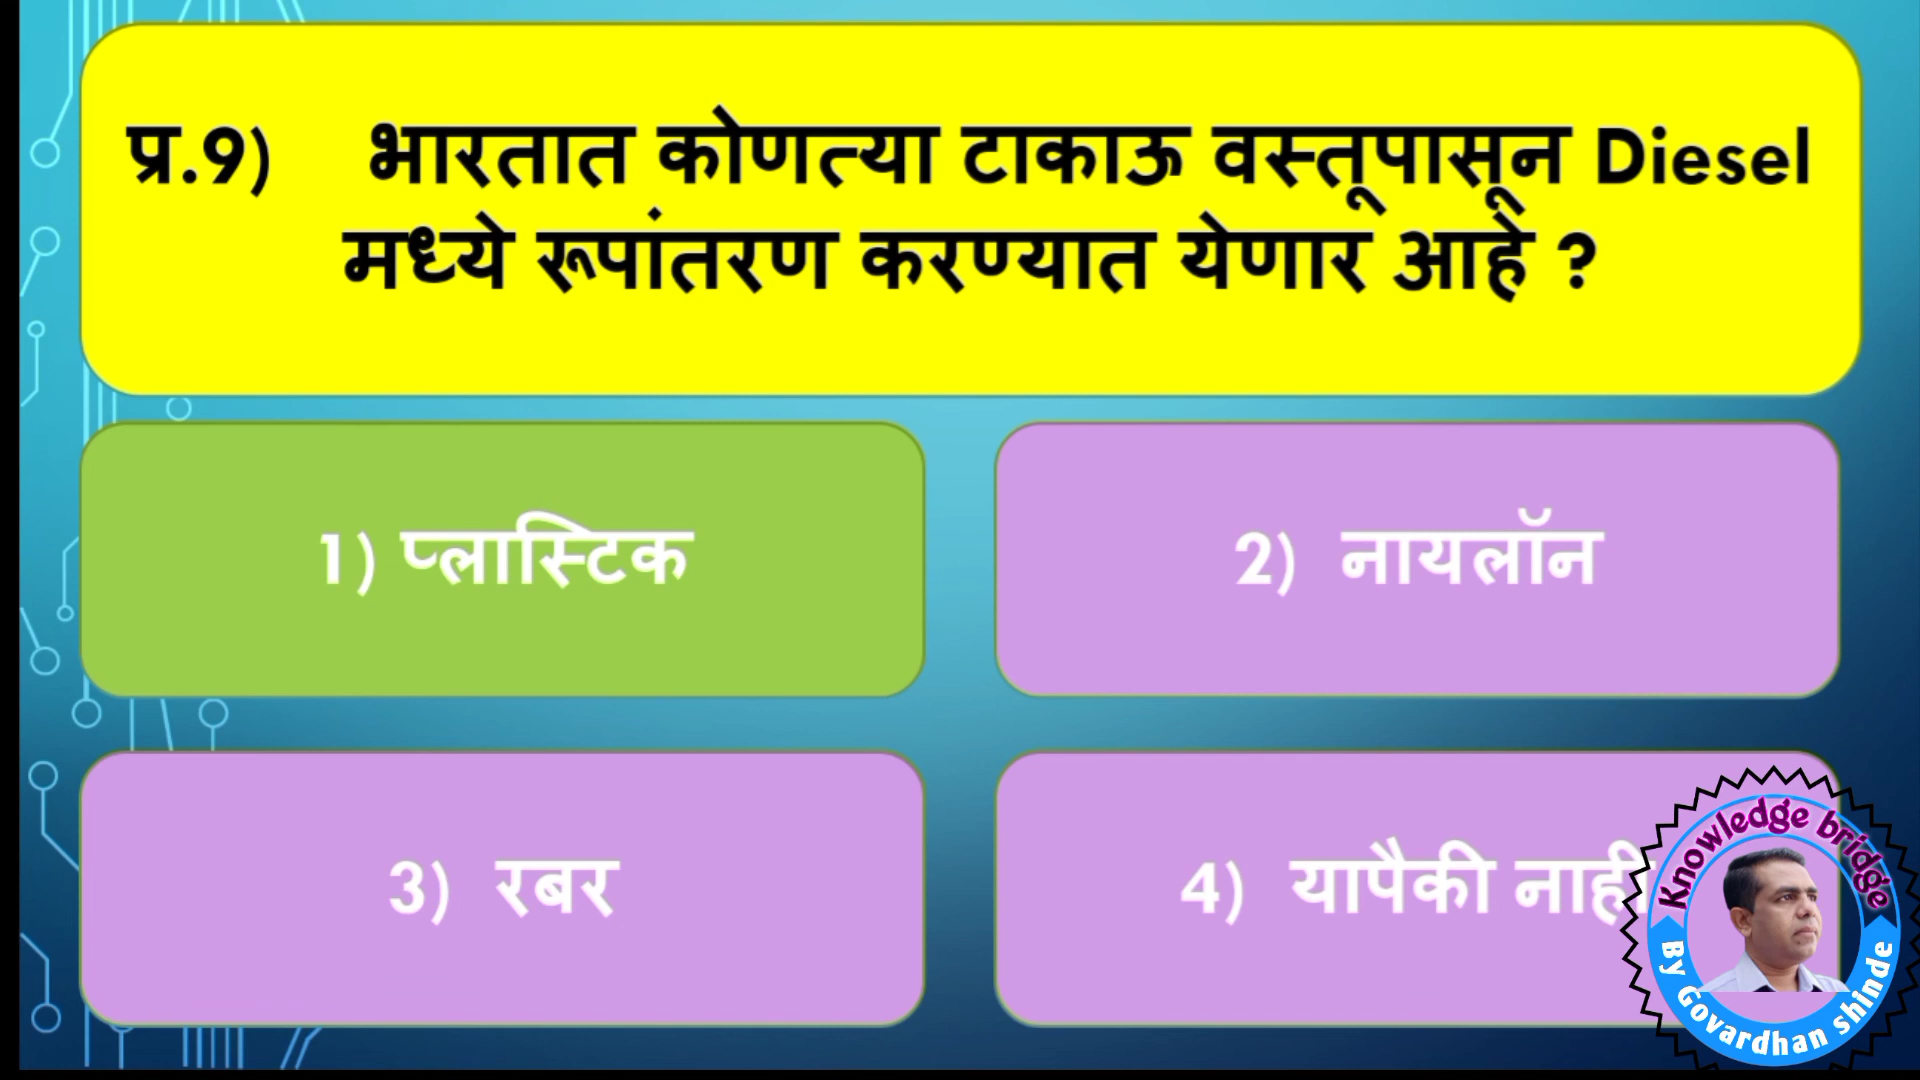 प्र.9) भारतात कोणत्या टाकाऊ वस्तूपासून Diesel
मध्ये रूपांतरण करण्यात येणार आहे ?
1) प्लास्टिक
2) नायलॉन
3) रबर
4) यापैकी नाही
Knowledge bridge
By Govardhan shinde